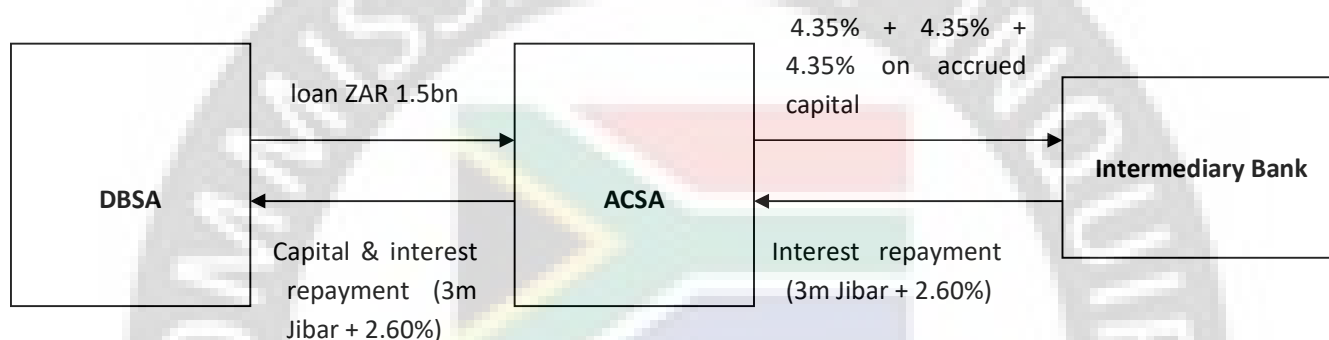 4.35% + 4.35% +
4.35% on accrued
capital
loan ZAR 1.5bn
DBSA
ACSA
Intermediary Bank
Capital & interest
repayment (3m
Jibar + 2.60%)
Interest repayment
(3m Jibar + 2.60%)